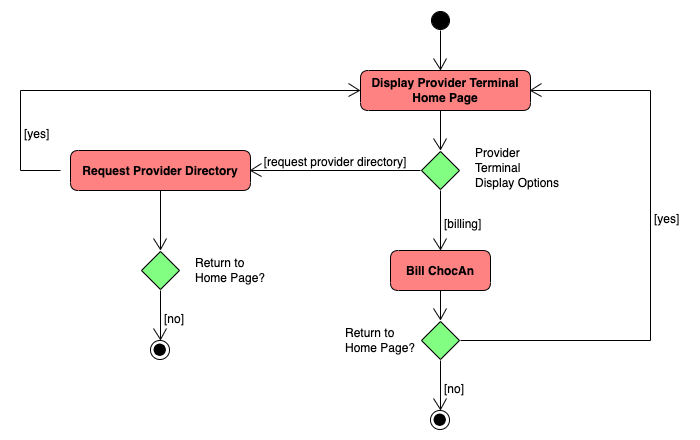 Display Provider Terminal
Home Page
[yes]
Request Provider Directory
[request provider directory]
Provider
Terminal
Display Options
[billing]
[yes]
Return to
Home Page?
Bill ChocAn
[no]
Return to
Home Page?
[no]